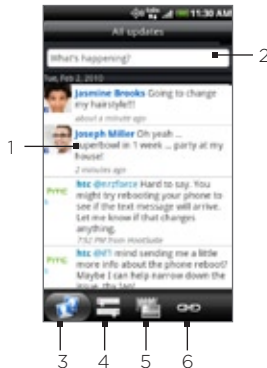 11:30 AM
All updates
What's happening?
2
Tue, Feb 2, 2010
Jasmine Brooks Going to change
my hairstyle!!!
about a minute ago
Joseph Miller Oh yeah ...
1
superbowl in 1 week ... party at my
house!
2 minutes ago
htc Hard to say. You
might try rebooting your phone to
see if the text message will arrive.
Let me know if that changes
anything.
7:52 PM from HootSuite
htc mind sending me a little
more info about the phone reboot?
Maybe I can help narrow down the
3 4 5 6